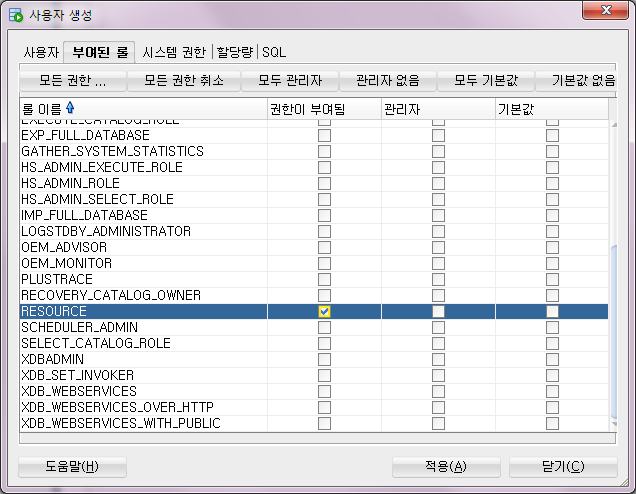 사용자 생성
사용자 부여된 롤 시스템 권한 할당량 SQL
모든 권한 ... 모든 권한 취소 모두 관리자 관리자 없음 모두 기본값 기본값 없음
롤 이름 권한이 부여됨 관리자 기본값
EXECUTE_CATALOG_ROLE
EXP_FULL_DATABASE
GATHER_SYSTEM_STATISTICS
HS_ADMIN_EXECUTE_ROLE
HS_ADMIN_ROLE
HS_ADMIN_SELECT_ROLE
IMP_FULL_DATABASE
LOGSTDBY_ADMINISTRATOR
OEM_ADVISOR
OEM_MONITOR
PLUSTRACE
RECOVERY_CATALOG_OWNER
RESOURCE
SCHEDULER_ADMIN
SELECT_CATALOG_ROLE
XDBADMIN
XDB_SET_INVOKER
XDB_WEBSERVICES
XDB_WEBSERVICES_OVER_HTTP
XDB_WEBSERVICES_WITH_PUBLIC
도움말(H) 적용(A) 닫기(C)